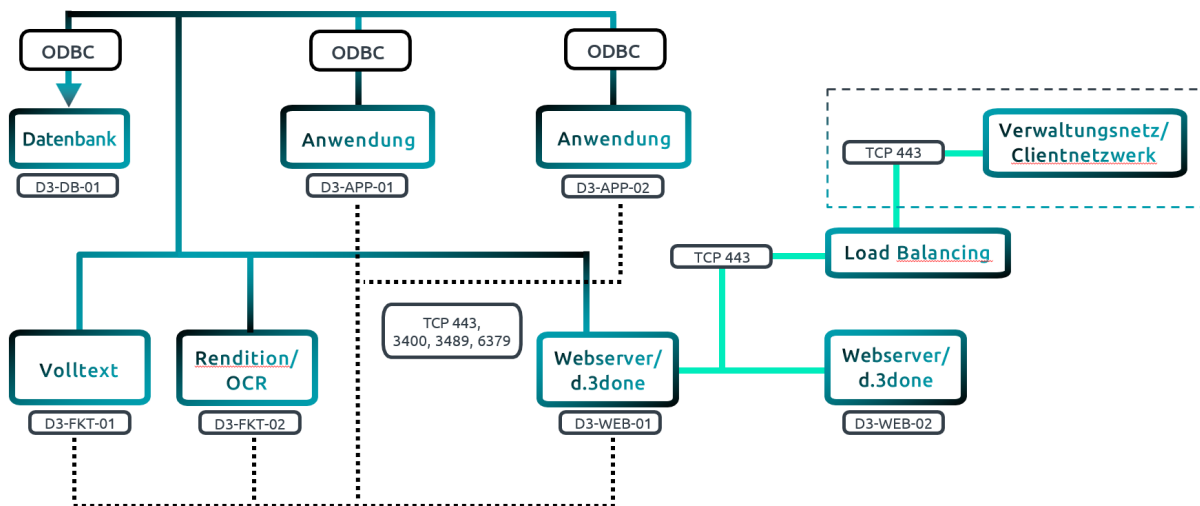 ODBC
ODBC
ODBC
Datenbank
Anwendung
Anwendung
Verwaltungsnetz/
Clientnetzwerk
TCP 443
D3-DB-01
D3-APP-01
D3-APP-02
TCP 443
Load Balancing
TCP 443,
3400, 3489, 6379
Volltext
Rendition/
OCR
Webserver/
d.3done
Webserver/
d.3done
D3-FKT-01
D3-FKT-02
D3-WEB-01
D3-WEB-02